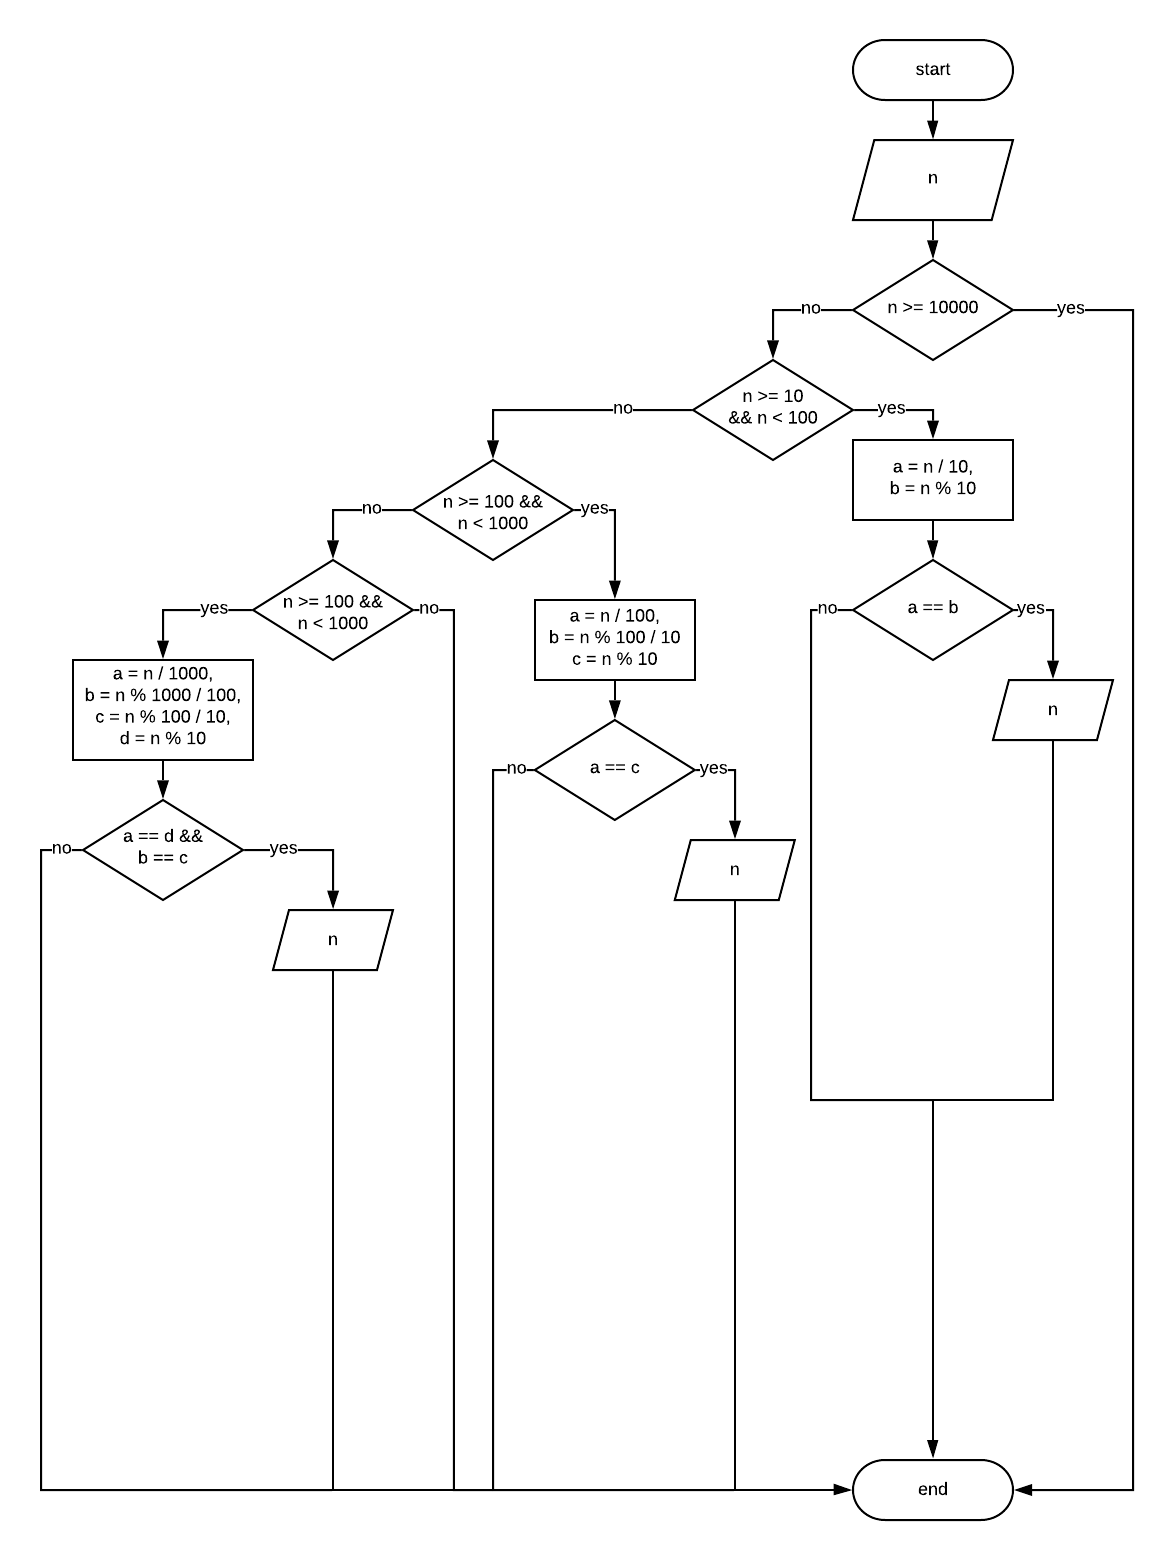 start
n
n >= 10000
no
yes
n >= 10
&& n < 100
no
yes
a = n / 10,
b = n % 10
n >= 100 &&
n < 1000
no
yes
n >= 100 &&
n < 1000
yes
no
a = n / 100,
b = n % 100 / 10
c = n % 10
a == b
no
yes
a = n / 1000,
b = n % 1000 / 100,
c = n % 100 / 10,
d = n % 10
n
a == c
no
yes
a == d &&
b == c
no
yes
n
n
end